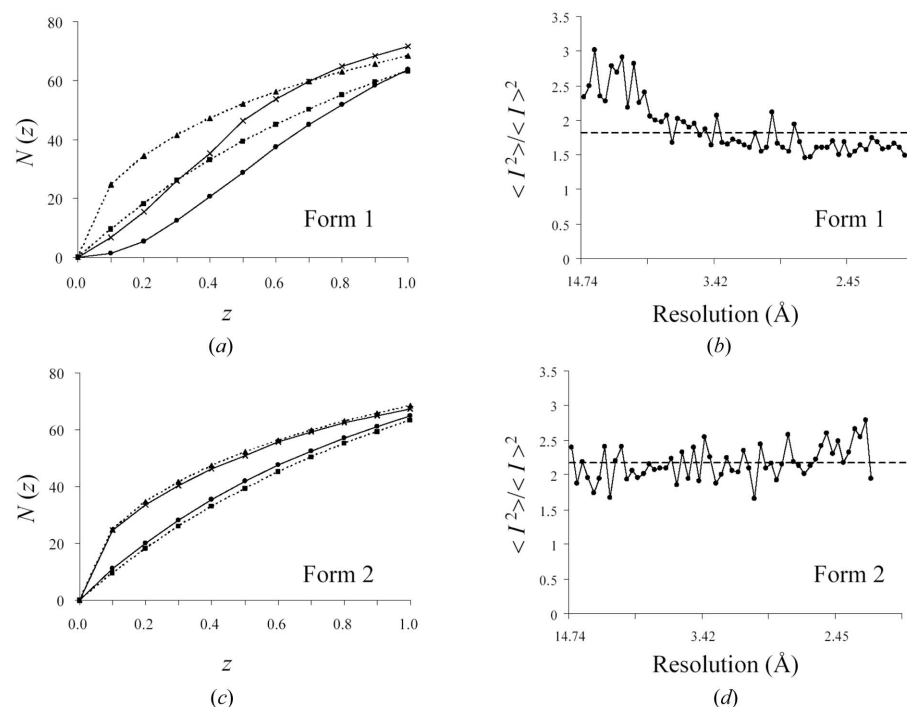 80
60
40
20
0
N(z)
Form 1
0.0 0.2 0.4 0.6 0.8 1.0
z
(a)
3.5
3
2.5
2
1.5
1
0.5
0
< I ²>/< I >²
Form 1
14.74 3.42 2.45
Resolution (Å)
(b)
80
60
40
20
0
N(z)
Form 2
0.0 0.2 0.4 0.6 0.8 1.0
z
(c)
3.5
3
2.5
2
1.5
1
0.5
0
< I ²>/< I >²
Form 2
14.74 3.42 2.45
Resolution (Å)
(d)